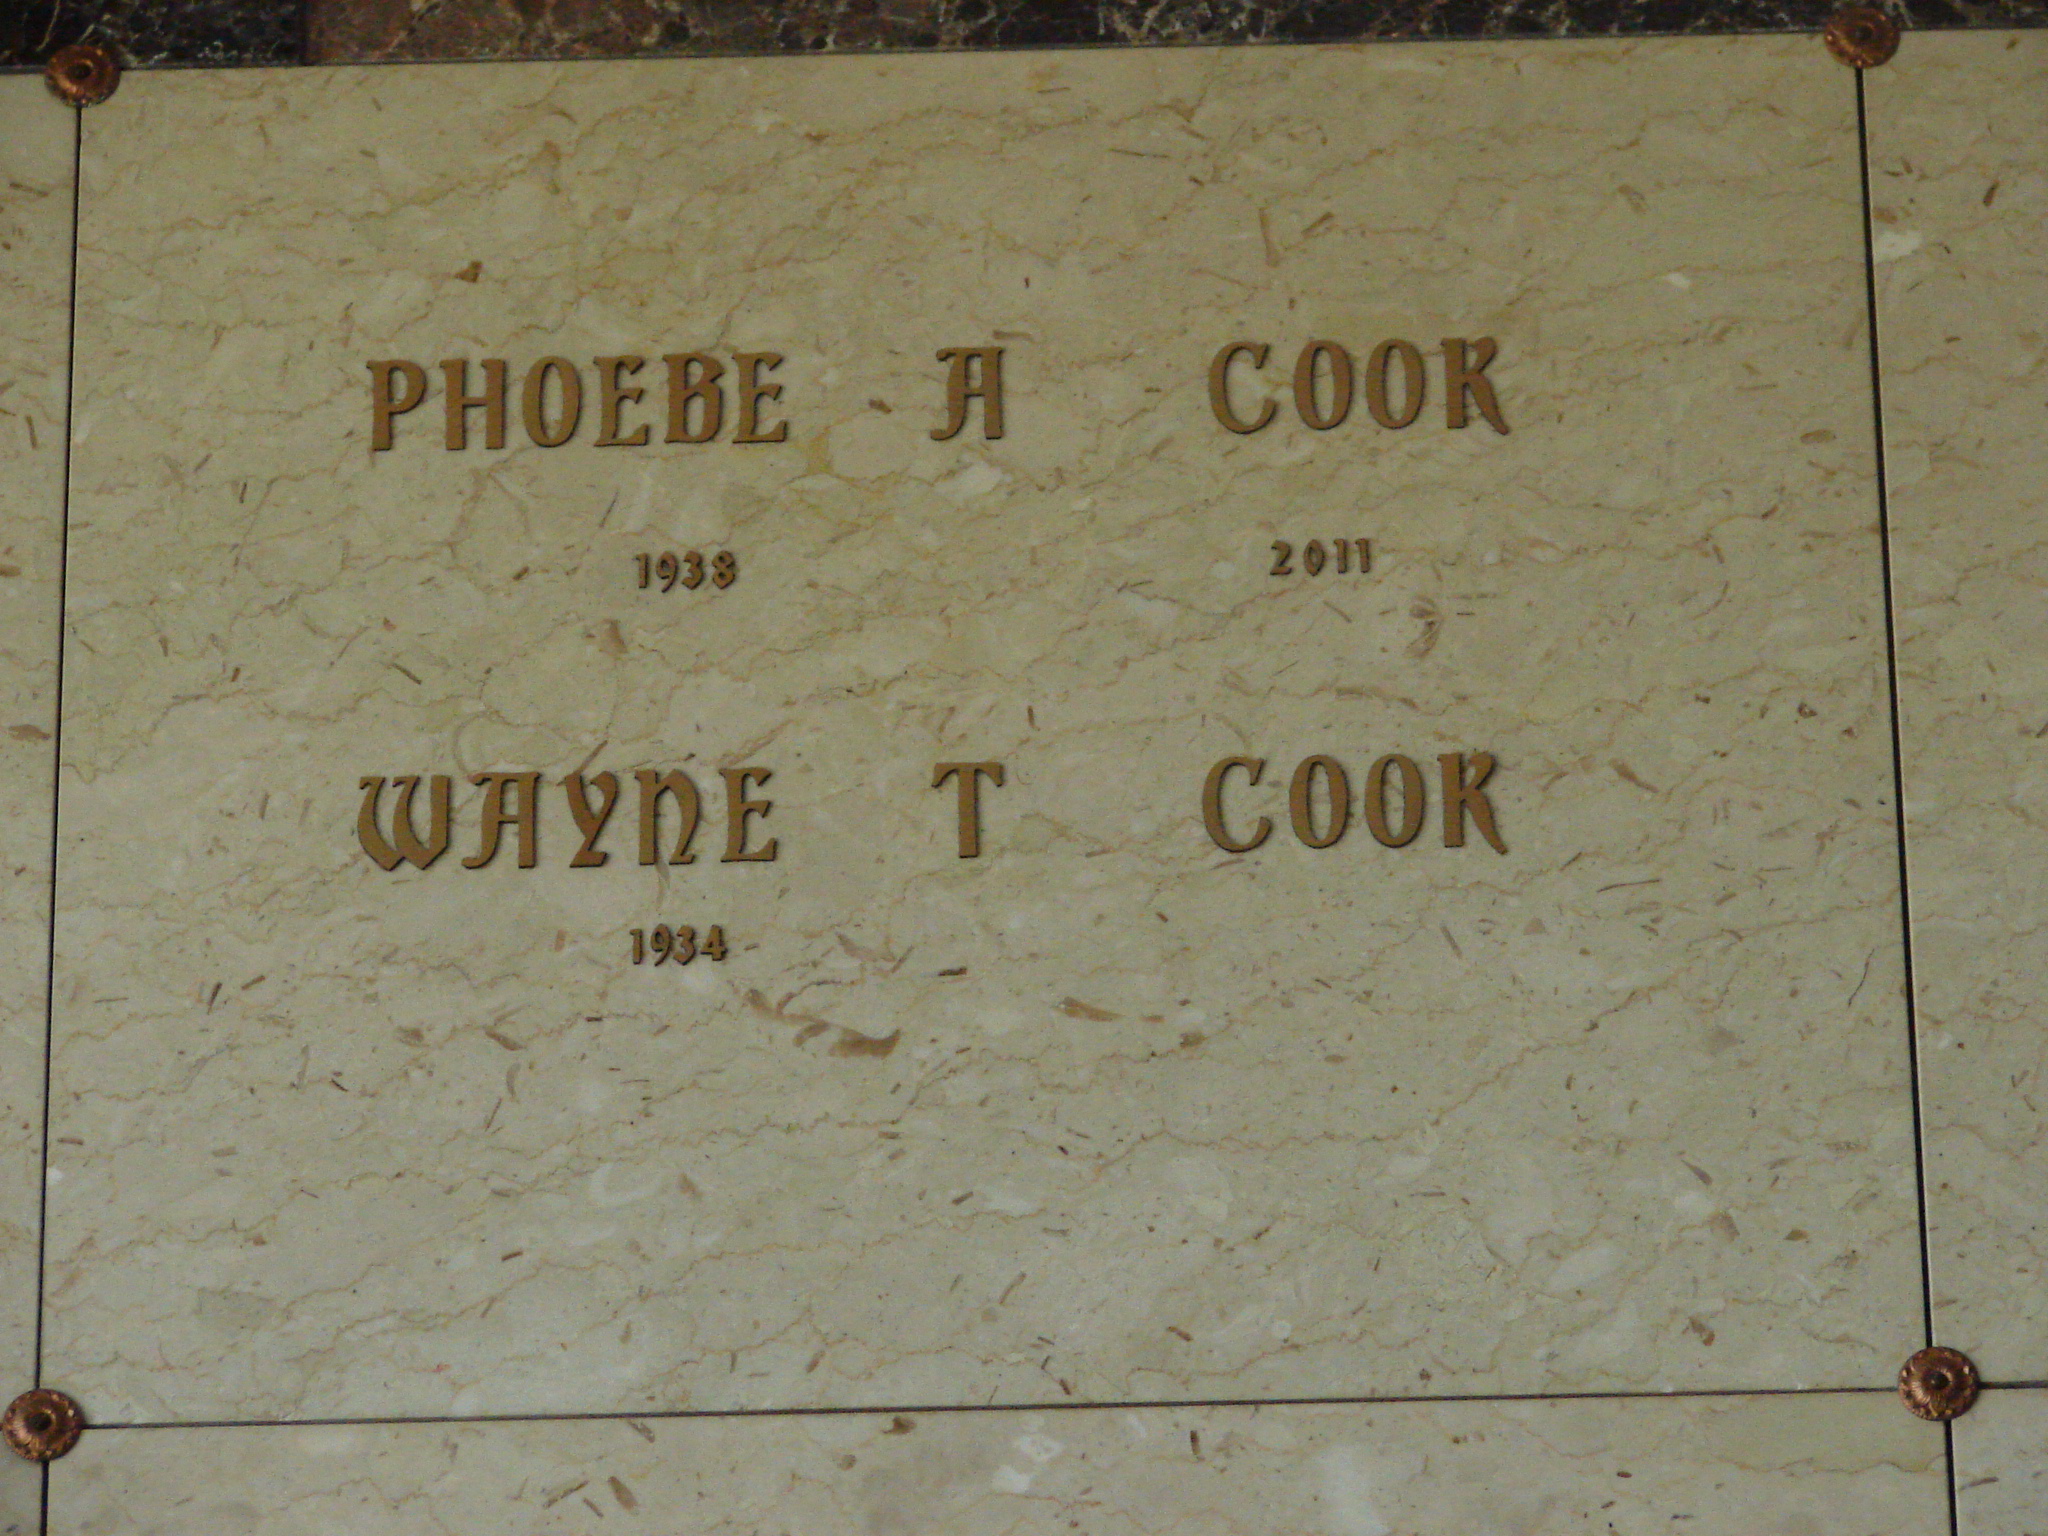 PHOEBE A COOK
1938 2011
WAYNE T COOK
1934